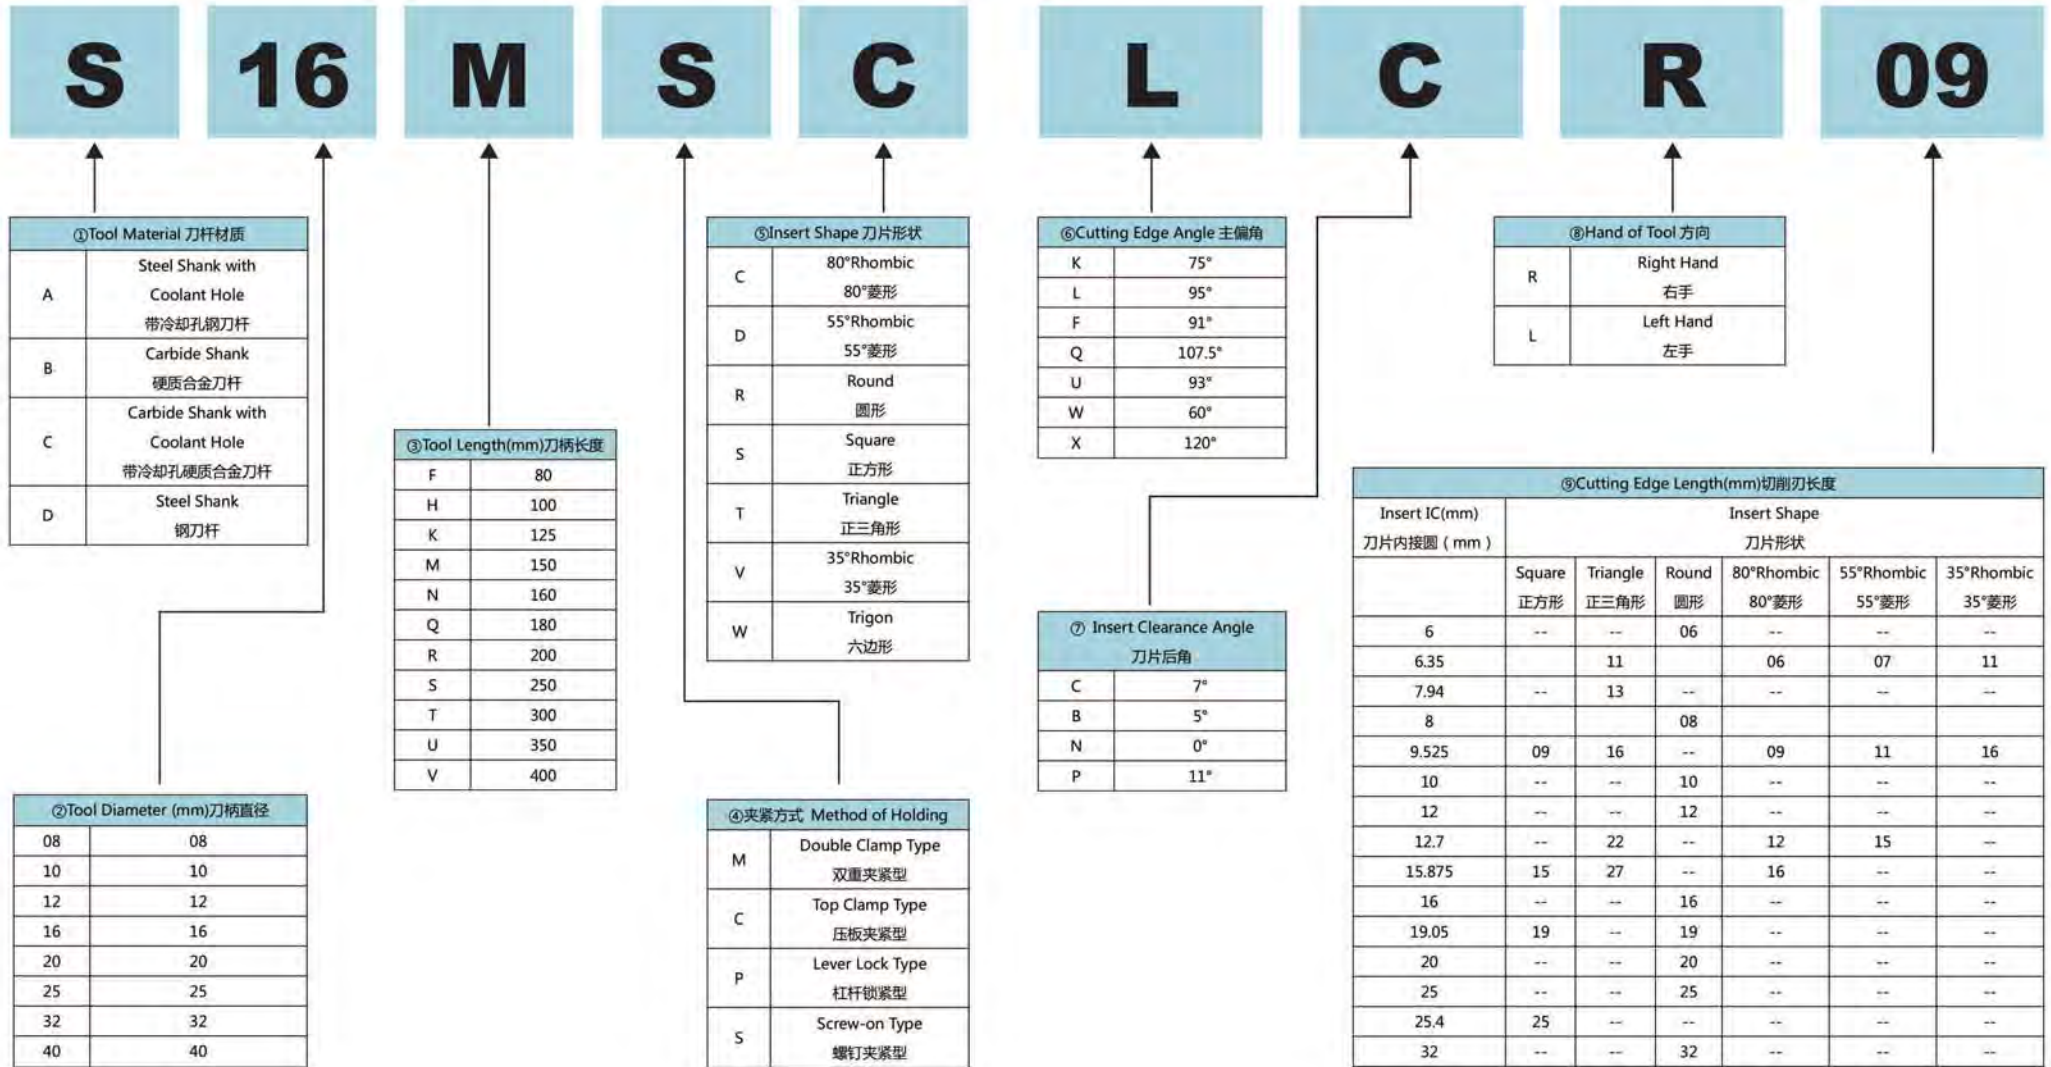 S 16 M S C L C R 09
①Tool Material 刀杆材质
A Steel Shank with
Coolant Hole
带冷却孔钢刀杆
B Carbide Shank
硬质合金刀杆
C Carbide Shank with
Coolant Hole
带冷却孔硬质合金刀杆
D Steel Shank
钢刀杆
②Tool Diameter (mm)刀柄直径
08 08
10 10
12 12
16 16
20 20
25 25
32 32
40 40
③Tool Length(mm)刀柄长度
F 80
H 100
K 125
M 150
N 160
Q 180
R 200
S 250
T 300
U 350
V 400
④夹紧方式 Method of Holding
M Double Clamp Type
双重夹紧型
C Top Clamp Type
压板夹紧型
P Lever Lock Type
杠杆锁紧型
S Screw-on Type
螺钉夹紧型
⑤Insert Shape 刀片形状
C 80°Rhombic
80°菱形
D 55°Rhombic
55°菱形
R Round
圆形
S Square
正方形
T Triangle
正三角形
V 35°Rhombic
35°菱形
W Trigon
六边形
⑥Cutting Edge Angle 主偏角
K 75°
L 95°
F 91°
Q 107.5°
U 93°
W 60°
X 120°
⑦ Insert Clearance Angle
刀片后角
C 7°
B 5°
N 0°
P 11°
⑧Hand of Tool 方向
R Right Hand
右手
L Left Hand
左手
⑨Cutting Edge Length(mm)切削刃长度
Insert IC(mm) Insert Shape
刀片内接圆（mm） 刀片形状
Square Triangle Round 80°Rhombic 55°Rhombic 35°Rhombic
正方形 正三角形 圆形 80°菱形 55°菱形 35°菱形
6 -- -- 06 -- -- --
6.35 11 06 07 11
7.94 -- 13 -- -- -- --
8 08
9.525 09 16 -- 09 11 16
10 -- -- 10 -- -- --
12 -- -- 12 -- -- --
12.7 -- 22 -- 12 15 --
15.875 15 27 -- 16 -- --
16 -- -- 16 -- -- --
19.05 19 -- 19 -- -- --
20 -- -- 20 -- -- --
25 -- -- 25 -- -- --
25.4 25 -- -- -- -- --
32 -- -- 32 -- -- --